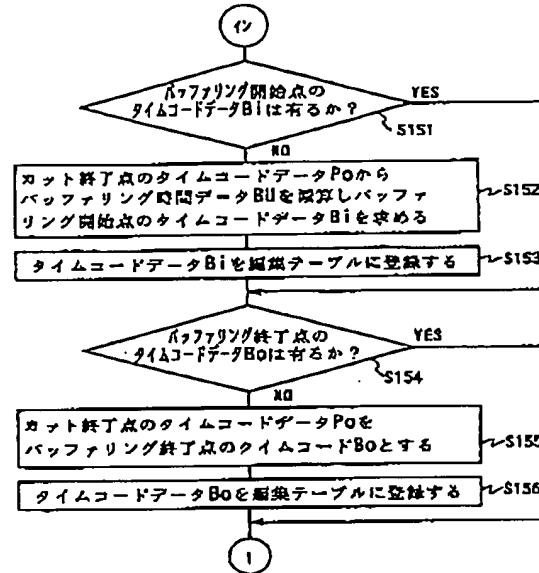 イン
バッファリング開始点の
タイムコードデータBiは有るか？
YES
S151
NO
カット終了点のタイムコードデータPoから
バッファリング時間データBUを減算しバッファ
リング開始点のタイムコードデータBiを求める
S152
タイムコードデータBiを編集テーブルに登録する
S153
バッファリング終了点の
タイムコードデータBoは有るか？
YES
S154
NO
カット終了点のタイムコードデータPoを
バッファリング終了点のタイムコードBoとする
S155
タイムコードデータBoを編集テーブルに登録する
S156
1